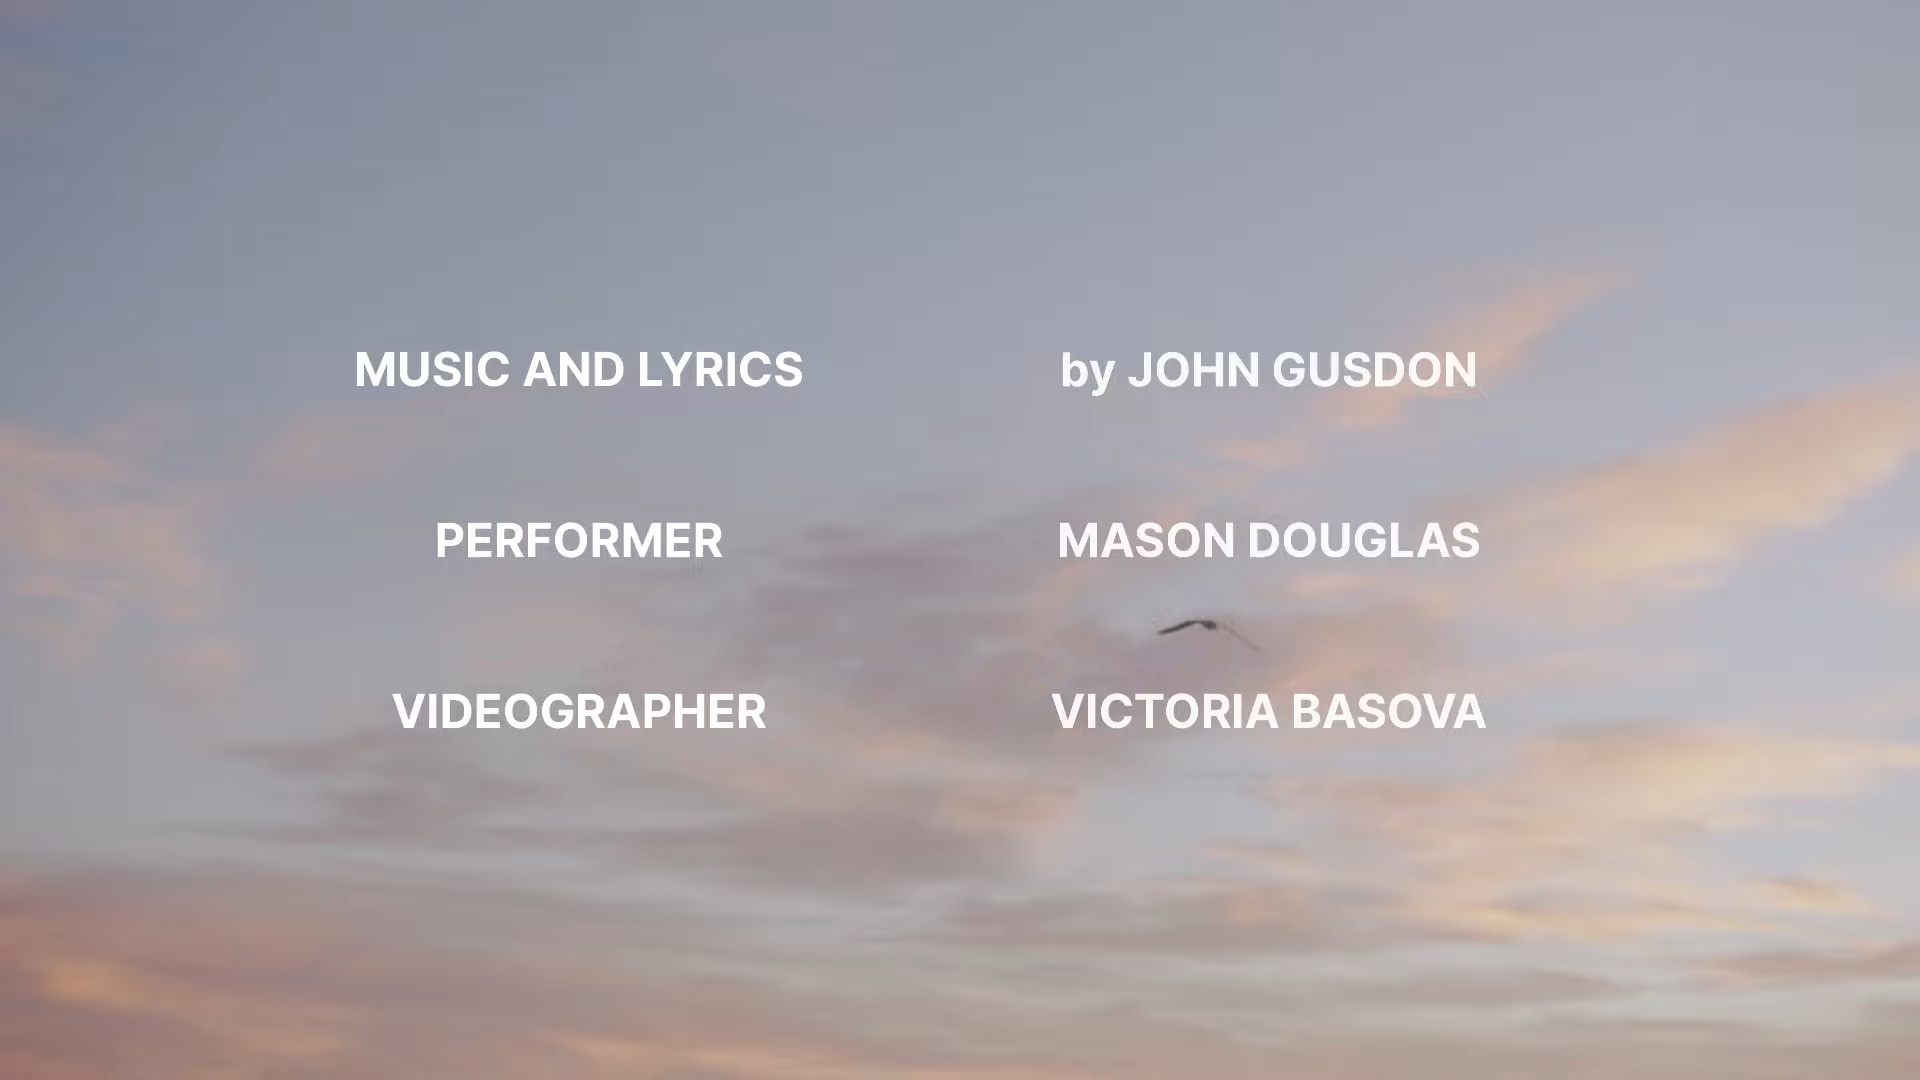 MUSIC AND LYRICS by JOHN GUSDON
PERFORMER MASON DOUGLAS
VIDEOGRAPHER VICTORIA BASOVA